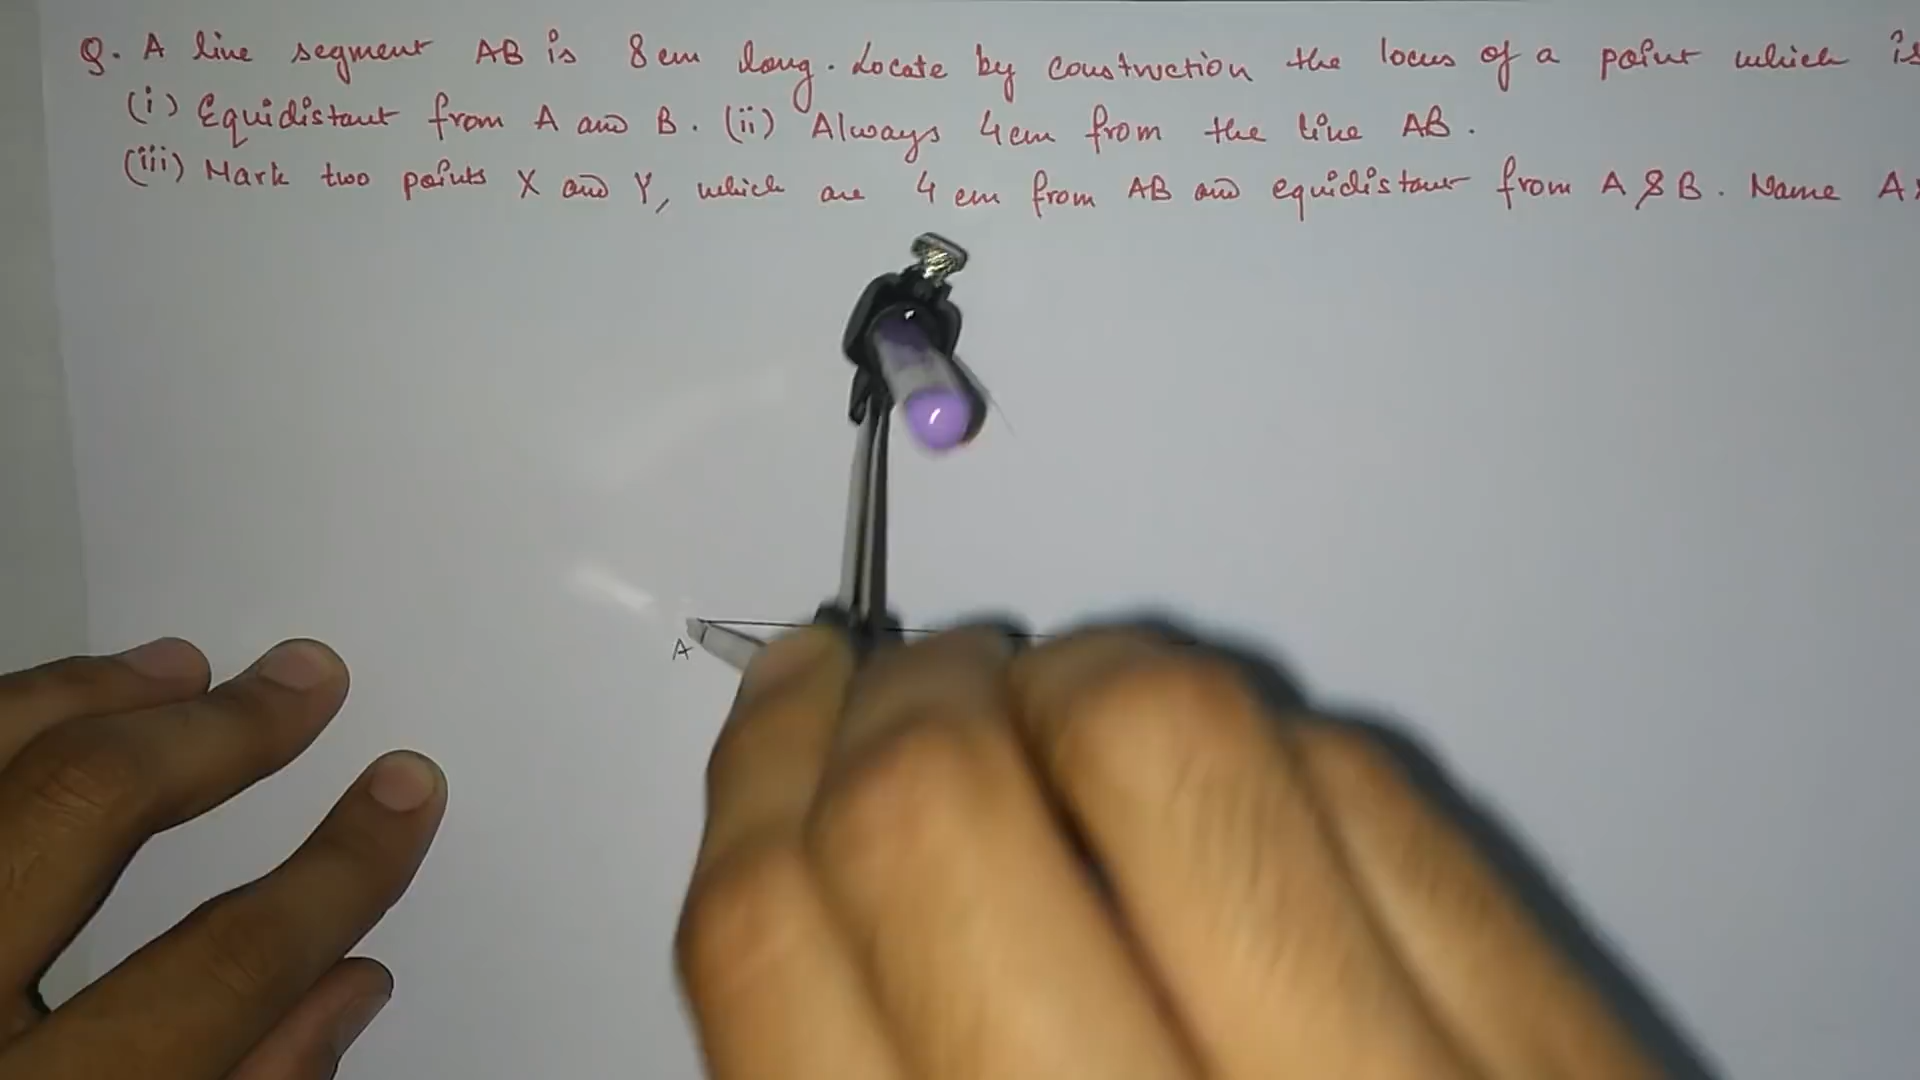 Q. A line segment AB is 8 cm long. Locate by construction the locus of a point which is
(i) Equidistant from A and B. (ii) Always 4 cm from the line AB.
(iii) Mark two points X and Y, which are 4 cm from AB and equidistant from A & B. Name A
A